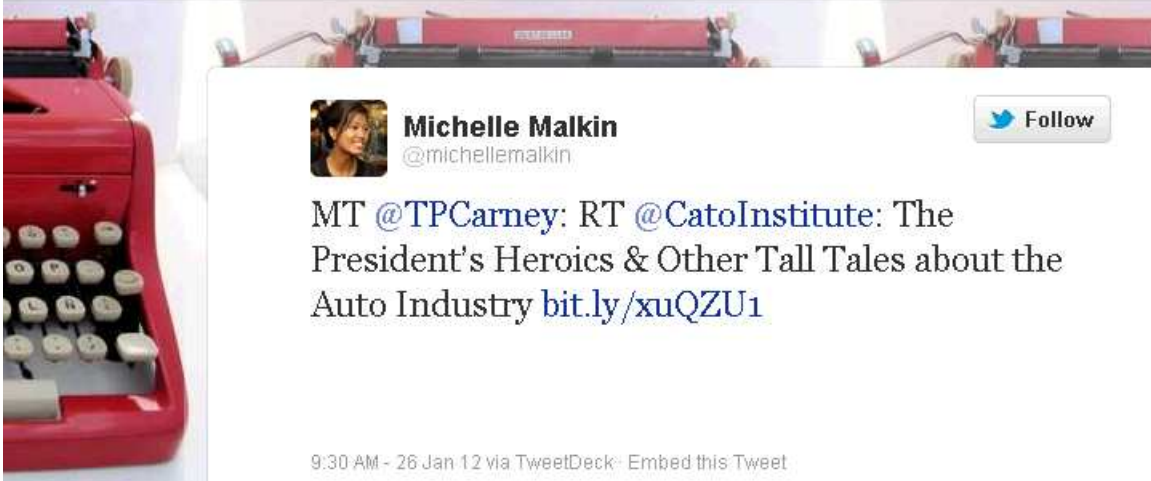 Michelle Malkin
@michellemalkin
Follow
MT @TPCarney: RT @CatoInstitute: The
President's Heroics & Other Tall Tales about the
Auto Industry bit.ly/xuQZU1
9:30 AM - 26 Jan 12 via TweetDeck · Embed this Tweet